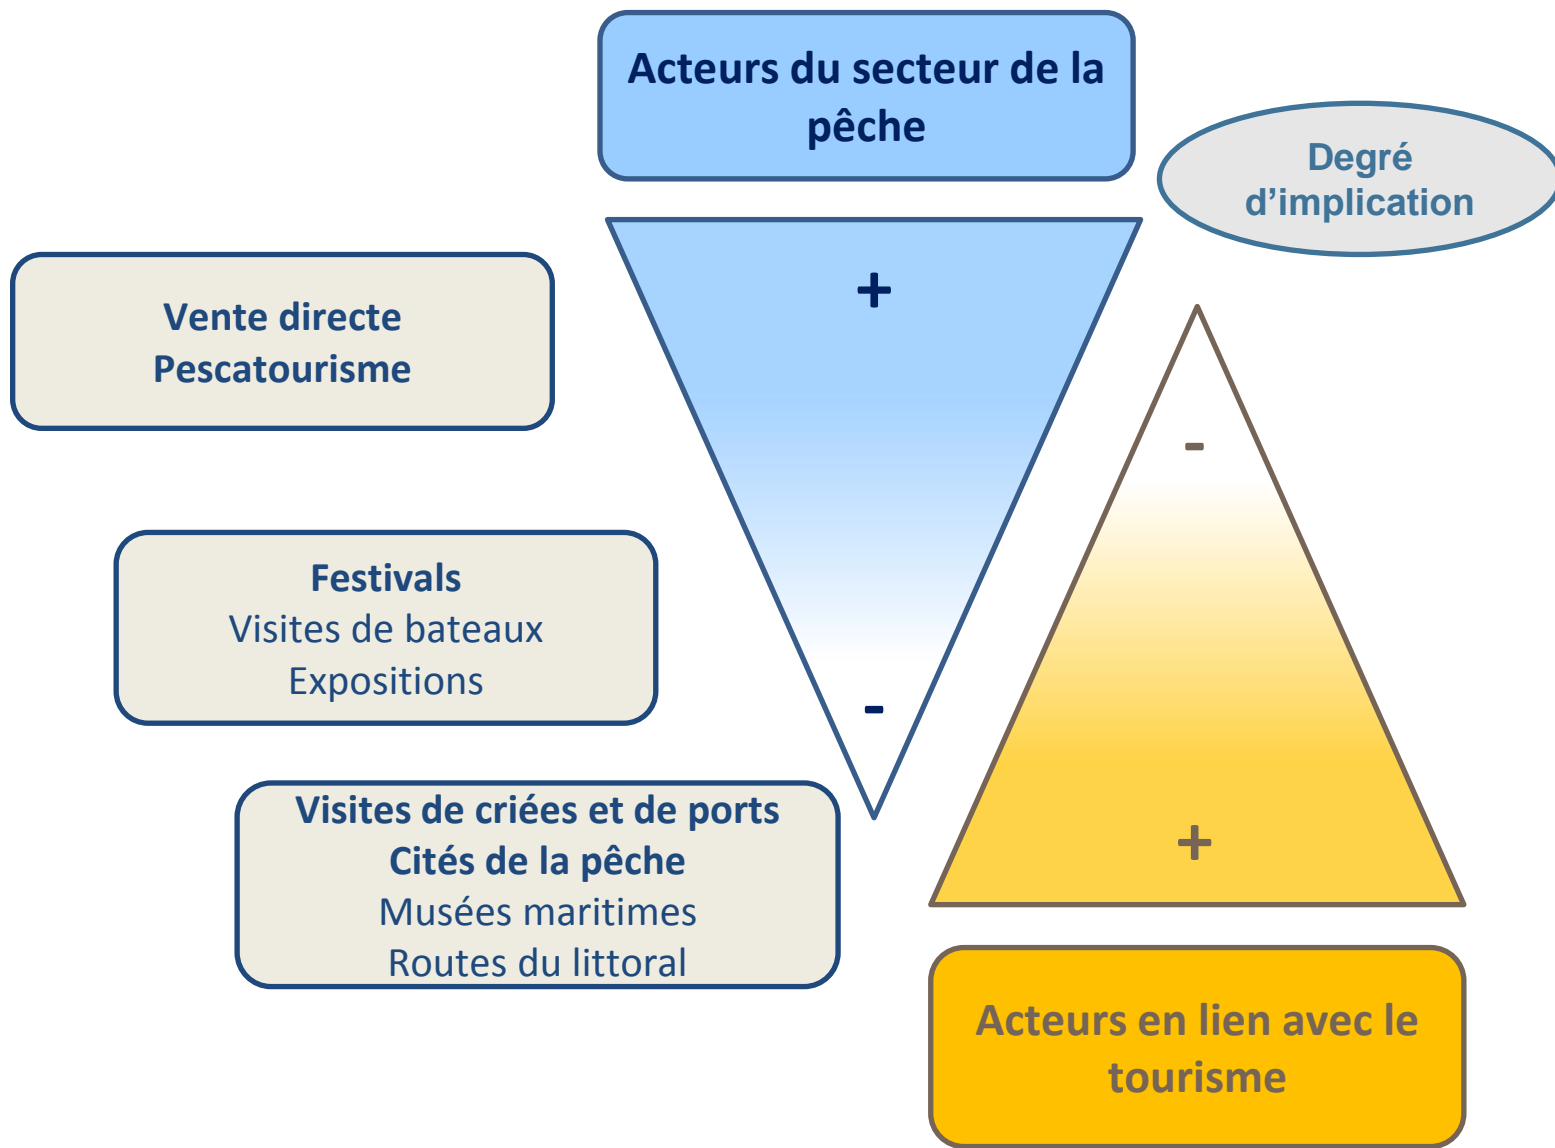 Acteurs du secteur de la
pêche
Degré
d’implication
+
Vente directe
Pescatourisme
-
Festivals
Visites de bateaux
Expositions
-
Visites de criées et de ports
Cités de la pêche
Musées maritimes
Routes du littoral
+
Acteurs en lien avec le
tourisme